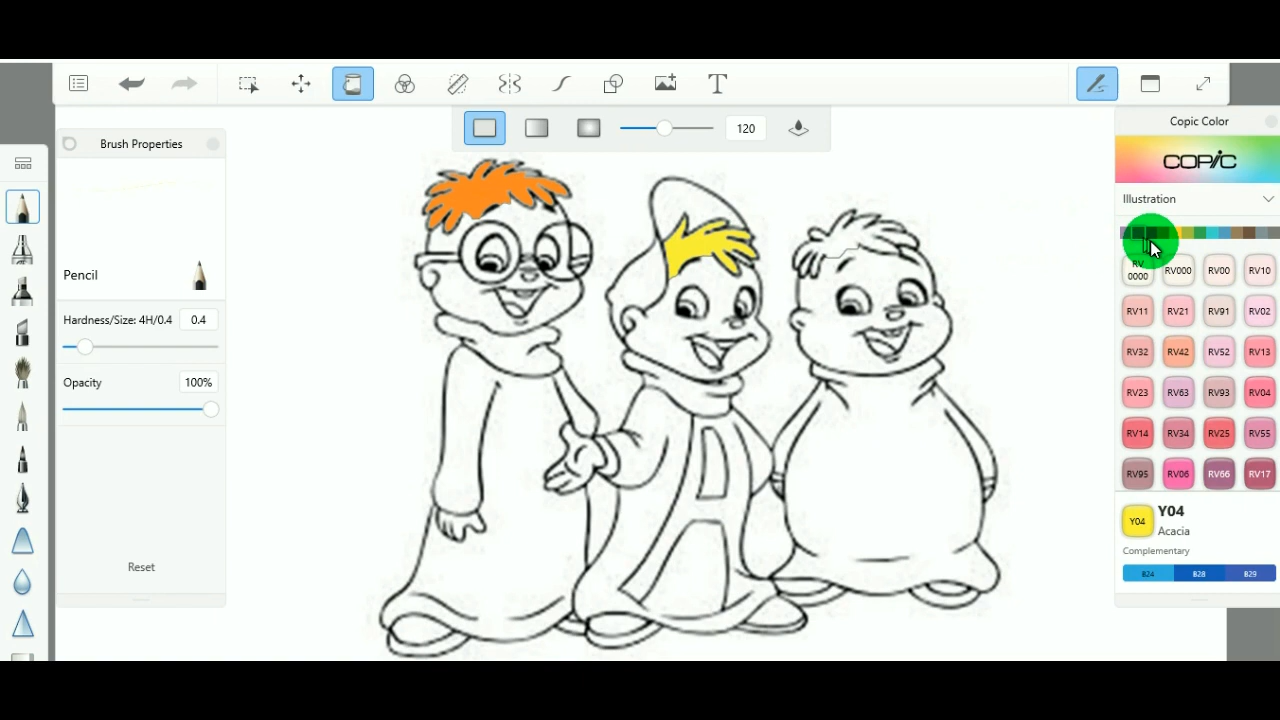 T
120
Brush Properties
Pencil
Hardness/Size: 4H/0.4 0.4
Opacity 100%
Reset
Copic Color
COPIC
Illustration
RV 0000 RV000 RV00 RV10
RV11 RV21 RV91 RV02
RV32 RV42 RV52 RV13
RV23 RV63 RV93 RV04
RV14 RV34 RV25 RV55
RV95 RV06 RV66 RV17
Y04 Y04
Acacia
Complementary
B24 B28 B29
A